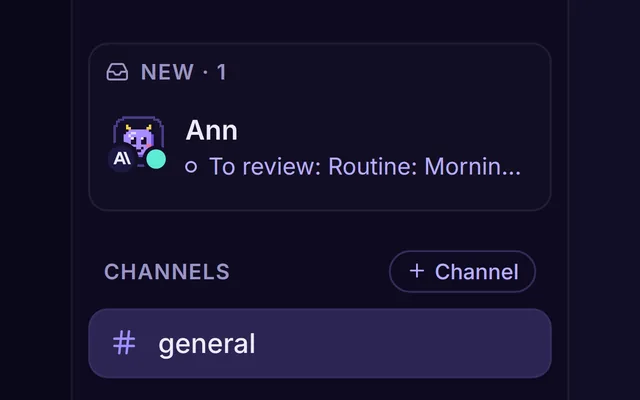 NEW · 1
Ann
A\
To review: Routine: Mornin...
CHANNELS
+ Channel
# general